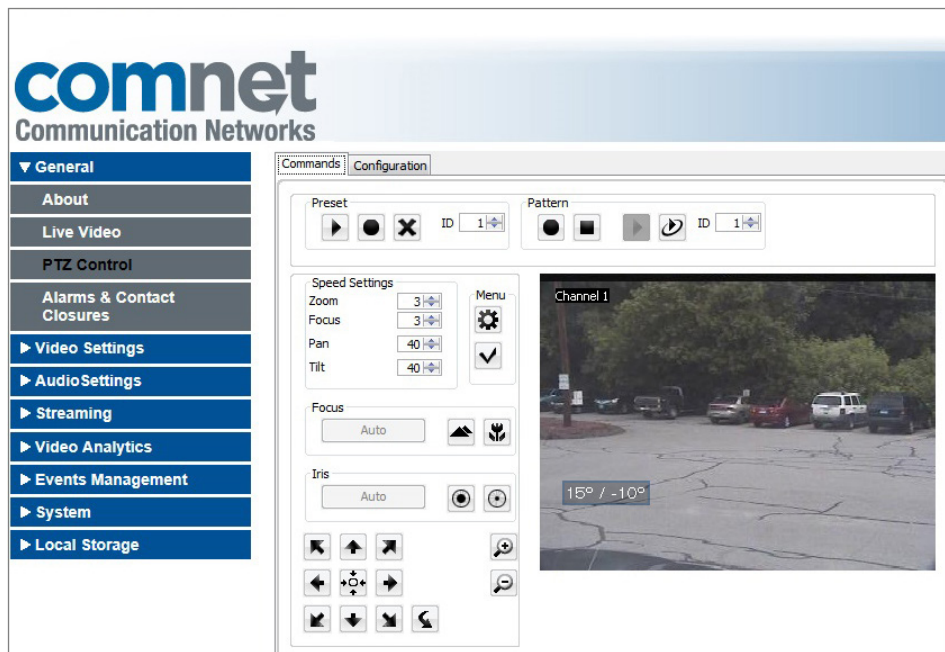 comnet
Communication Networks
General
About
Live Video
PTZ Control
Alarms & Contact
Closures
Video Settings
AudioSettings
Streaming
Video Analytics
Events Management
System
Local Storage
Commands Configuration
Preset
ID 1
Pattern
ID 1
Speed Settings
Zoom 3
Focus 3
Pan 40
Tilt 40
Menu
Focus
Auto
Iris
Auto
Channel 1
15° / -10°